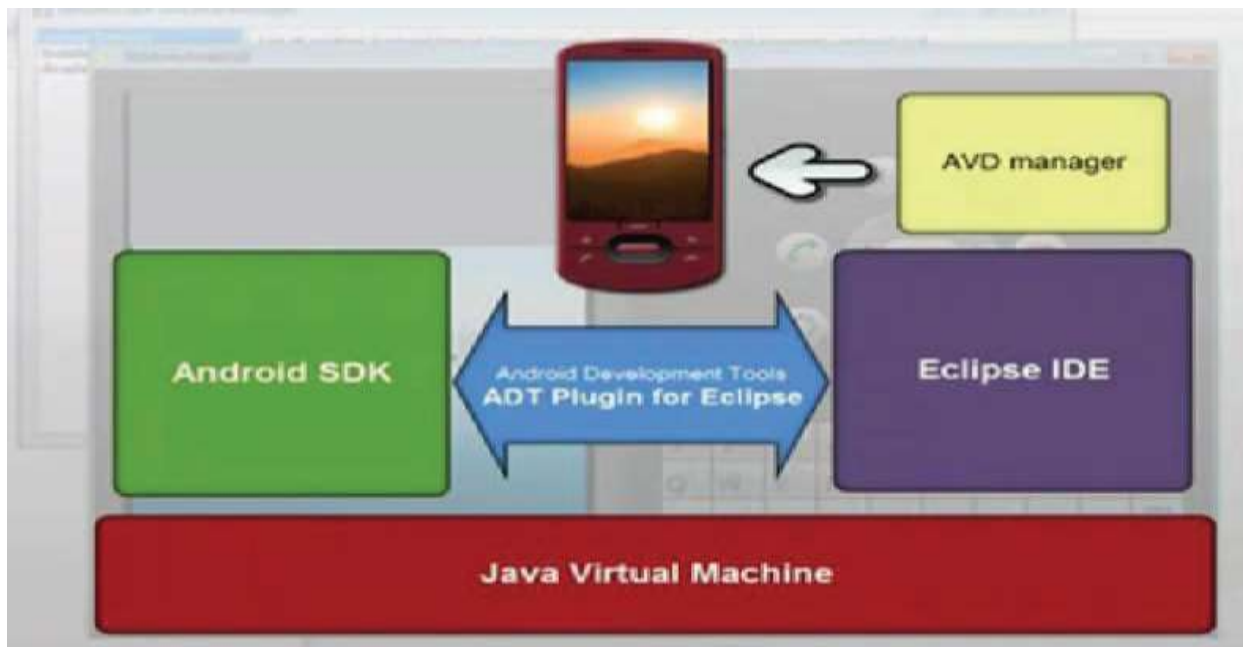 AVD manager
Android SDK
Android Development Tools
ADT Plugin for Eclipse
Eclipse IDE
Java Virtual Machine